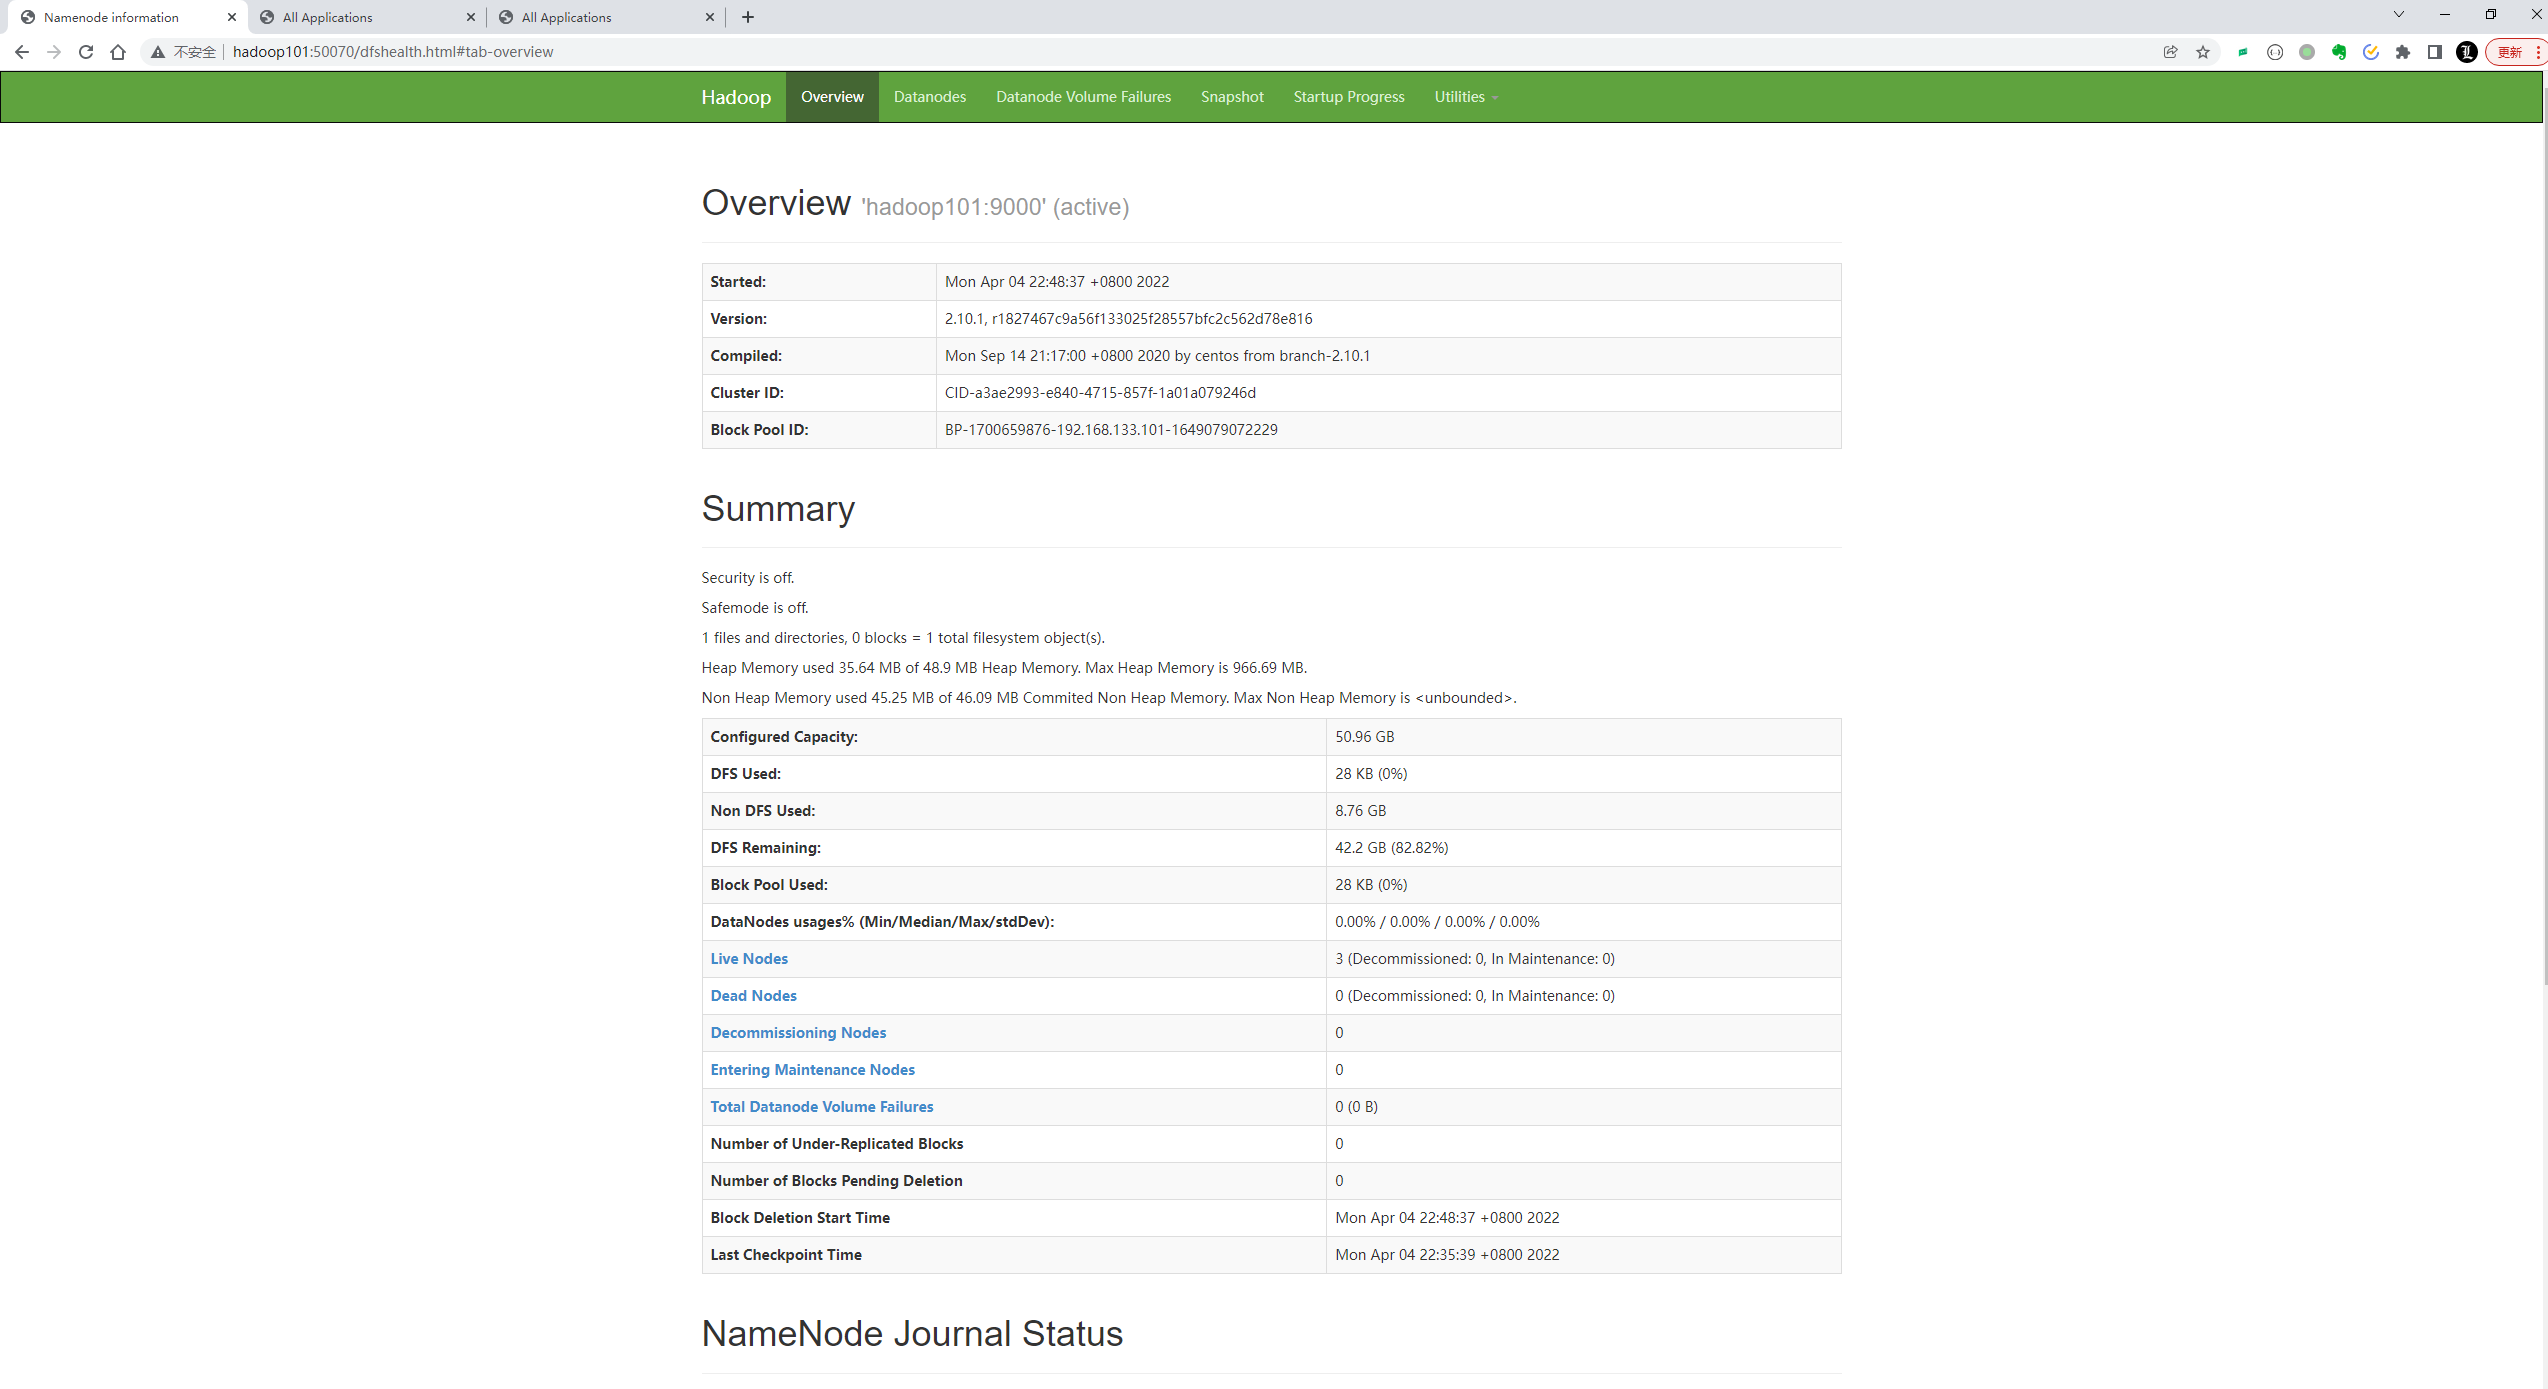 Namenode information
All Applications
All Applications
不安全 hadoop101:50070/dfshealth.html#tab-overview
更新
Hadoop Overview Datanodes Datanode Volume Failures Snapshot Startup Progress Utilities
Overview 'hadoop101:9000' (active)
Started: Mon Apr 04 22:48:37 +0800 2022
Version: 2.10.1, r1827467c9a56f133025f28557bfc2c562d78e816
Compiled: Mon Sep 14 21:17:00 +0800 2020 by centos from branch-2.10.1
Cluster ID: CID-a3ae2993-e840-4715-857f-1a01a079246d
Block Pool ID: BP-1700659876-192.168.133.101-1649079072229
Summary
Security is off.
Safemode is off.
1 files and directories, 0 blocks = 1 total filesystem object(s).
Heap Memory used 35.64 MB of 48.9 MB Heap Memory. Max Heap Memory is 966.69 MB.
Non Heap Memory used 45.25 MB of 46.09 MB Commited Non Heap Memory. Max Non Heap Memory is <unbounded>.
Configured Capacity: 50.96 GB
DFS Used: 28 KB (0%)
Non DFS Used: 8.76 GB
DFS Remaining: 42.2 GB (82.82%)
Block Pool Used: 28 KB (0%)
DataNodes usages% (Min/Median/Max/stdDev): 0.00% / 0.00% / 0.00% / 0.00%
Live Nodes 3 (Decommissioned: 0, In Maintenance: 0)
Dead Nodes 0 (Decommissioned: 0, In Maintenance: 0)
Decommissioning Nodes 0
Entering Maintenance Nodes 0
Total Datanode Volume Failures 0 (0 B)
Number of Under-Replicated Blocks 0
Number of Blocks Pending Deletion 0
Block Deletion Start Time Mon Apr 04 22:48:37 +0800 2022
Last Checkpoint Time Mon Apr 04 22:35:39 +0800 2022
NameNode Journal Status